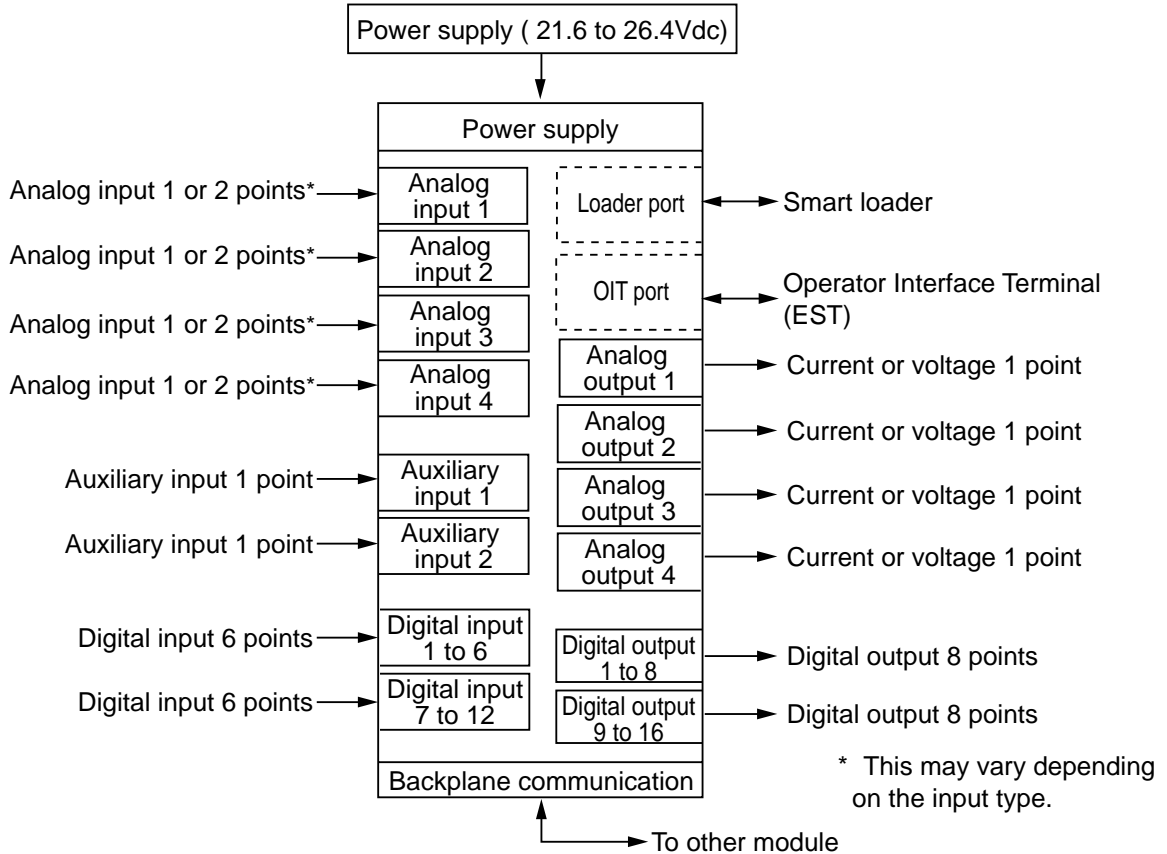 Power supply ( 21.6 to 26.4Vdc)
Power supply
Analog input 1 or 2 points*
Analog
input 1
Loader port
Smart loader
Analog input 1 or 2 points*
Analog
input 2
OIT port
Operator Interface Terminal
(EST)
Analog input 1 or 2 points*
Analog
input 3
Analog
output 1
Current or voltage 1 point
Analog input 1 or 2 points*
Analog
input 4
Analog
output 2
Current or voltage 1 point
Auxiliary input 1 point
Auxiliary
input 1
Analog
output 3
Current or voltage 1 point
Auxiliary input 1 point
Auxiliary
input 2
Analog
output 4
Current or voltage 1 point
Digital input 6 points
Digital input
1 to 6
Digital output
1 to 8
Digital output 8 points
Digital input 6 points
Digital input
7 to 12
Digital output
9 to 16
Digital output 8 points
* This may vary depending
on the input type.
Backplane communication
To other module